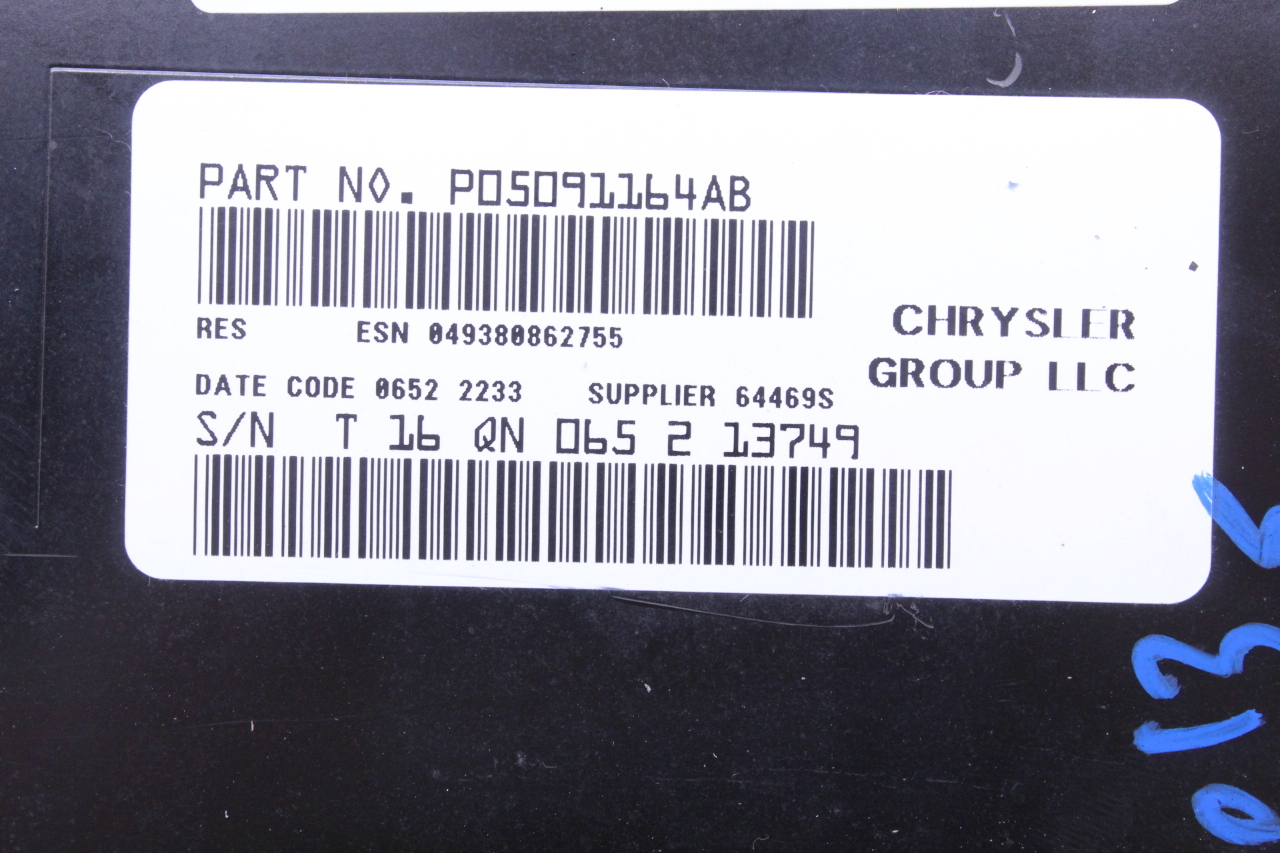 PART NO. P05091164AB
RES ESN 049380862755
CHRYSLER
GROUP LLC
DATE CODE 0652 2233 SUPPLIER 64469S
S/N T 16 QN 065 2 13749